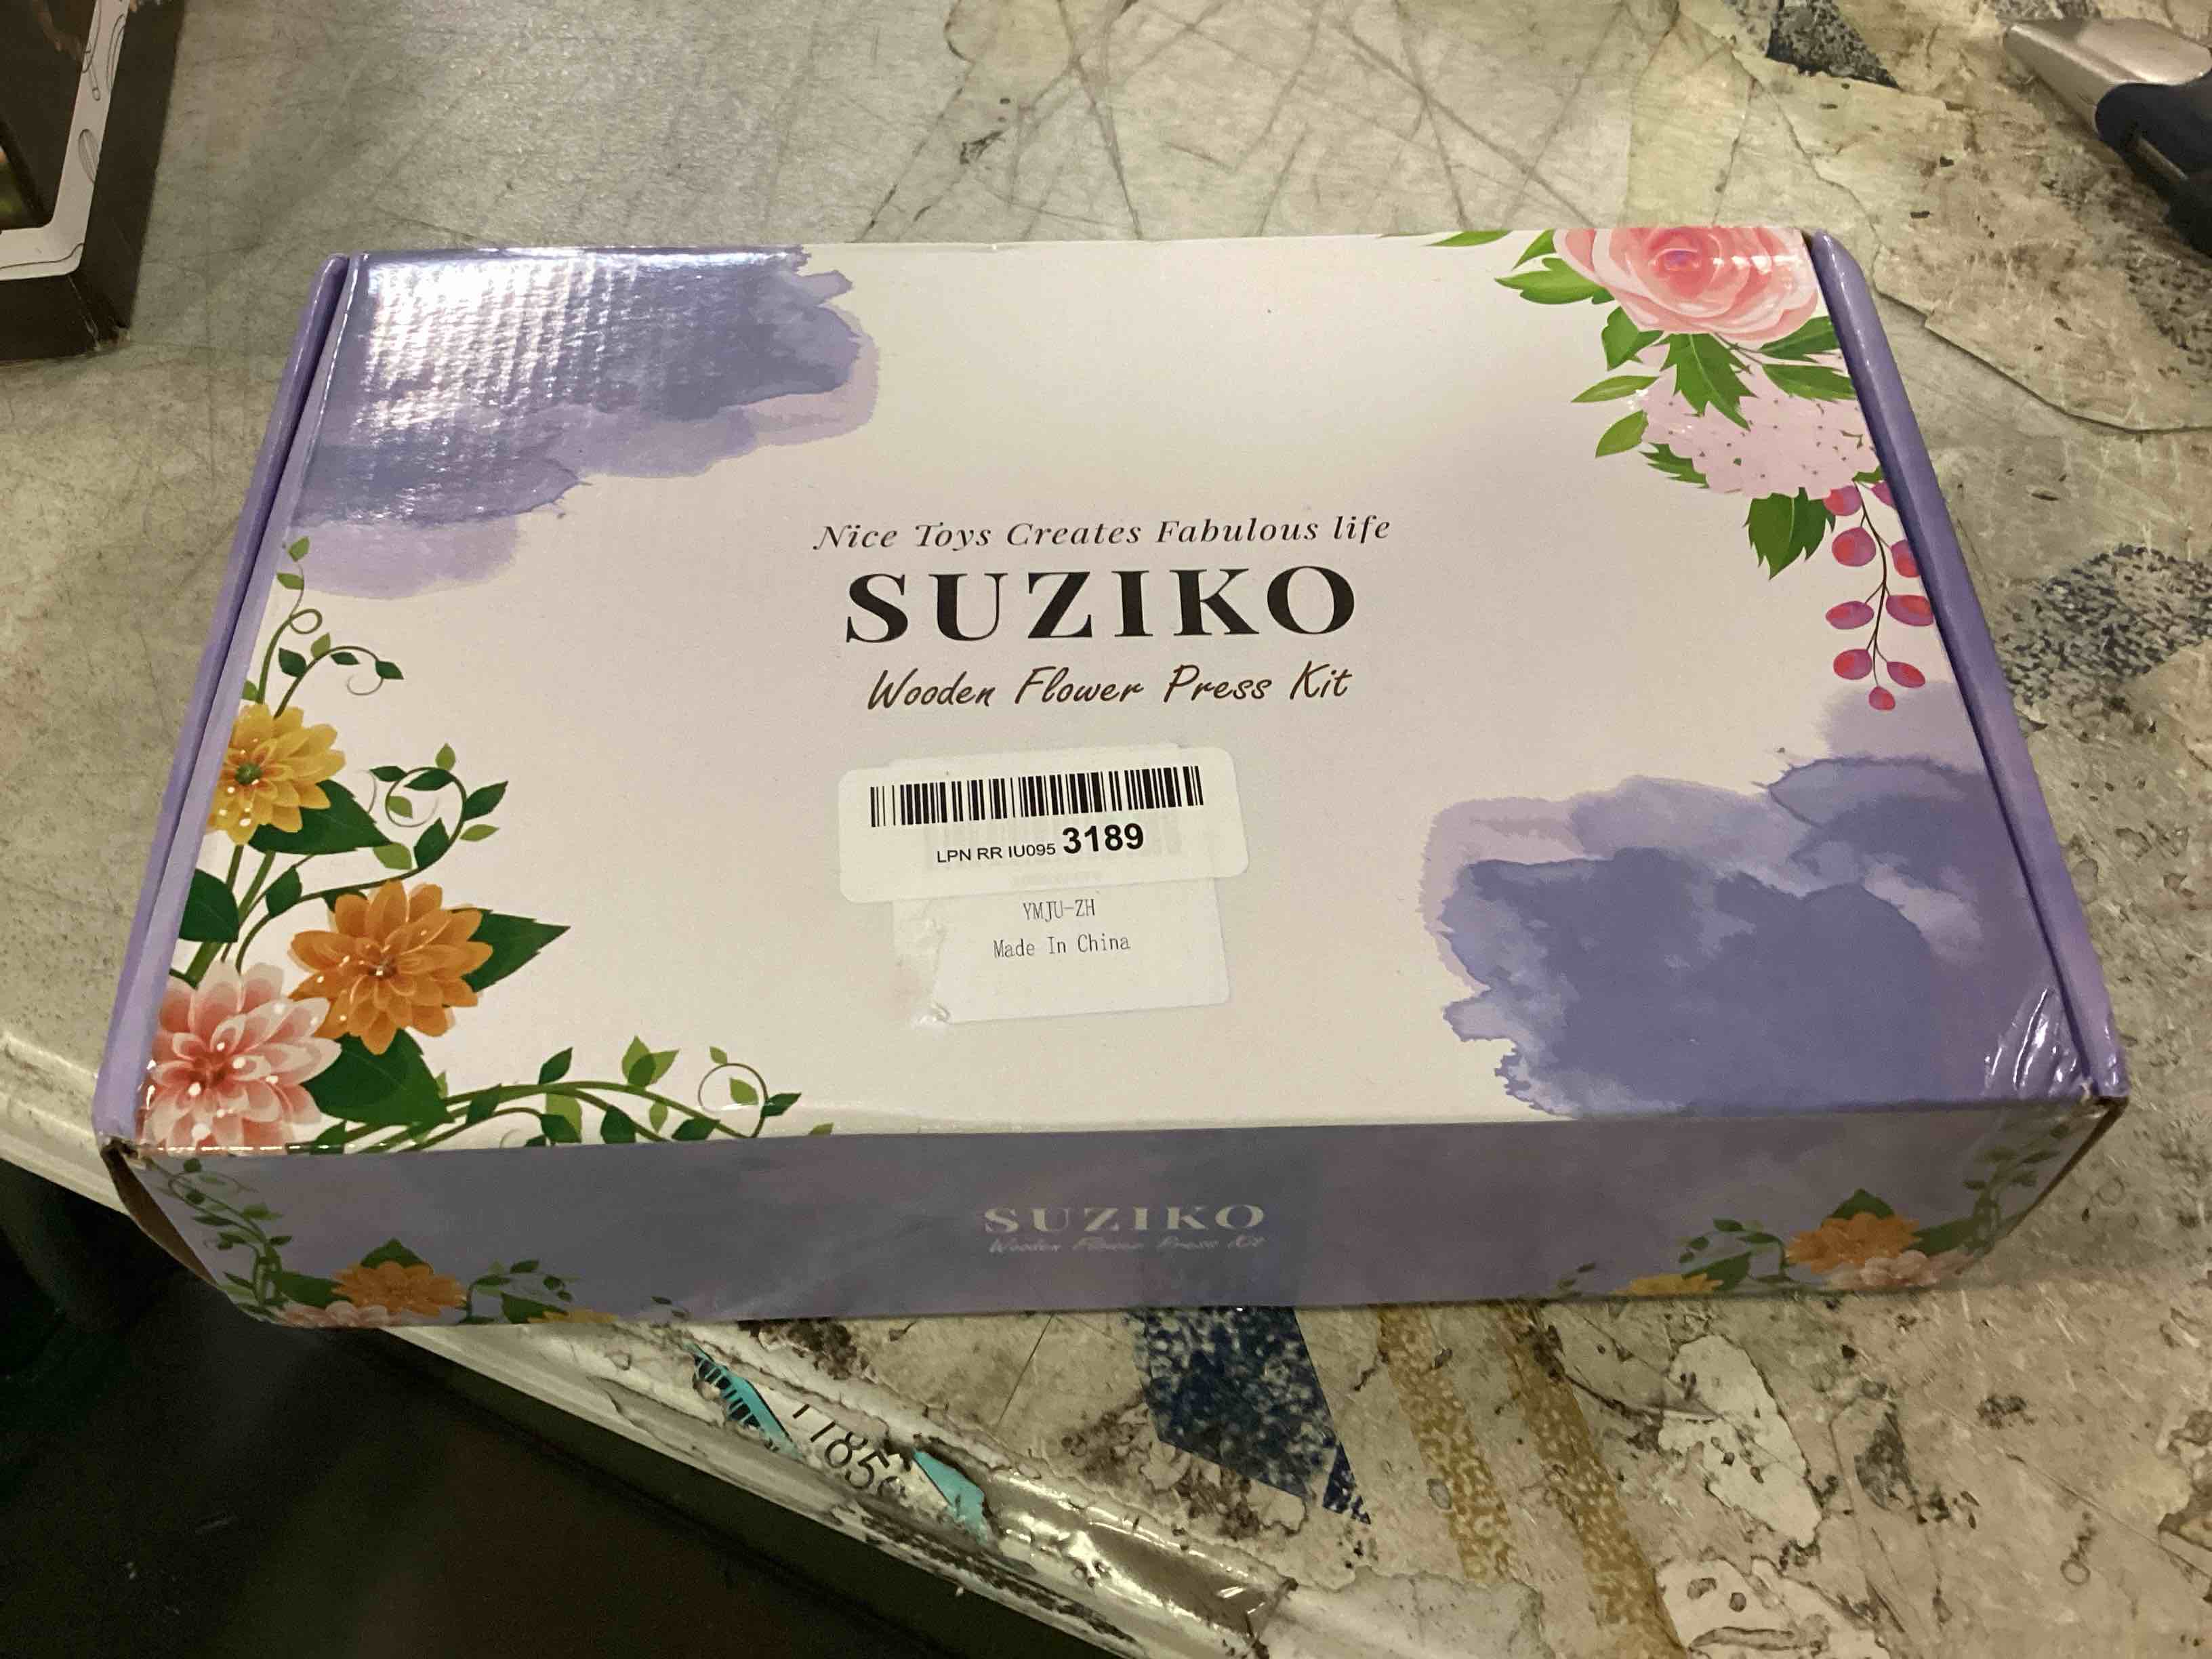 Nice Toys Creates Fabulous life
SUZIKO
Wooden Flower Press Kit
LPN RR IU095 3189
YMJU-ZH
Made In China
SUZIKO
Wooden Flower Press Kit